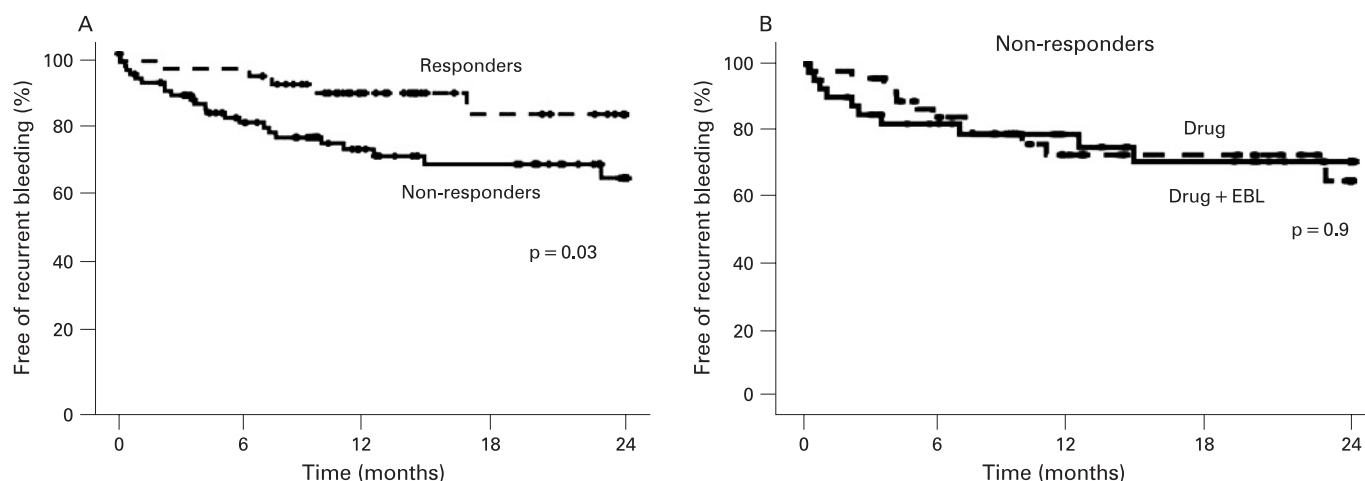 A
Free of recurrent bleeding (%)
100
80
60
40
20
0
Responders
Non-responders
p = 0.03
0 6 12 18 24
Time (months)
B
Non-responders
Free of recurrent bleeding (%)
100
80
60
40
20
0
Drug
Drug + EBL
p = 0.9
0 6 12 18 24
Time (months)